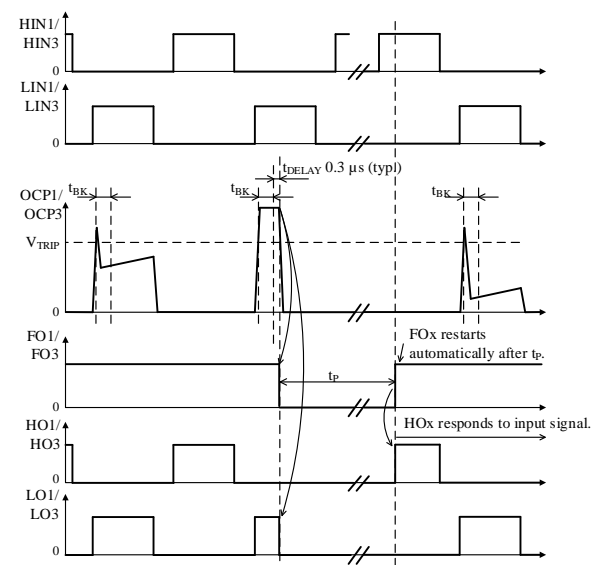 HIN1/
HIN3
0
LIN1/
LIN3
0
tDELAY 0.3 µs (typ.)
OCP1/
OCP3
tBK
tBK
tBK
VTRIP
0
FO1/
FO3
FOx restarts
automatically after tP.
tP
0
HO1/
HO3
HOx responds to input signal.
0
LO1/
LO3
0